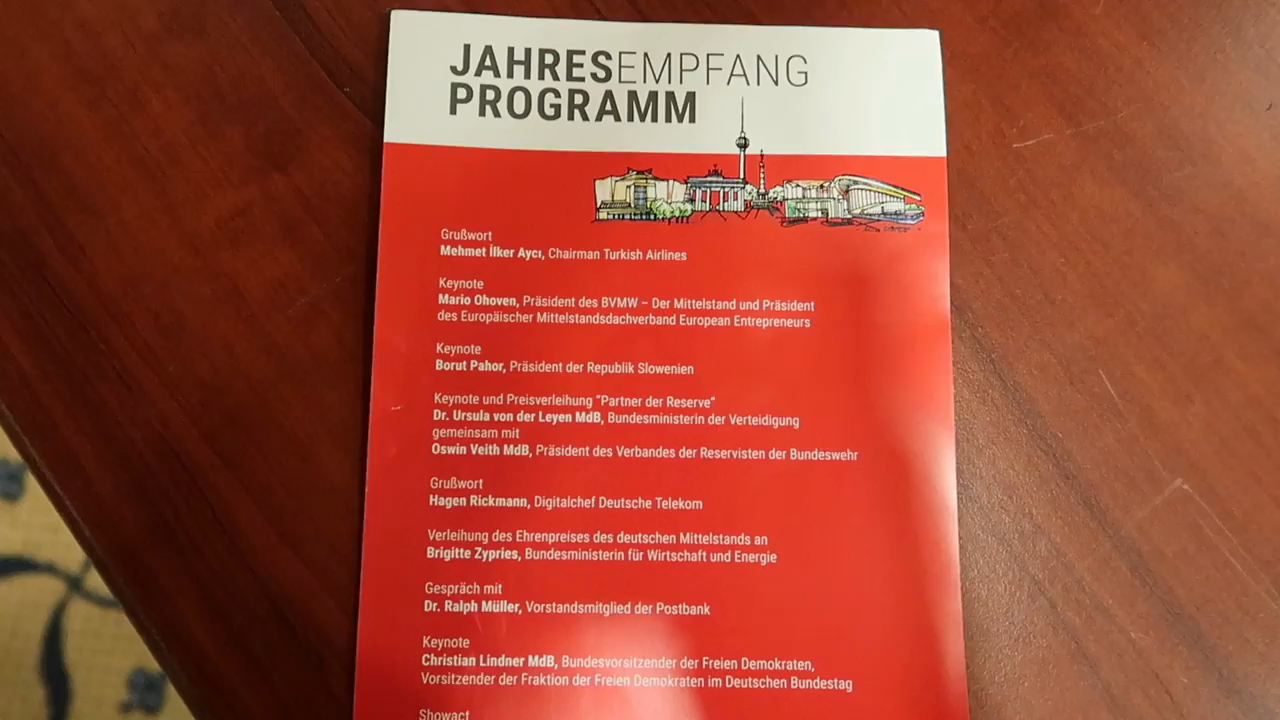 JAHRESEMPFANG
PROGRAMM
Grußwort
Mehmet İlker Aycı, Chairman Turkish Airlines
Keynote
Mario Ohoven, Präsident des BVMW – Der Mittelstand und Präsident
des Europäischer Mittelstandsdachverband European Entrepreneurs
Keynote
Borut Pahor, Präsident der Republik Slowenien
Keynote und Preisverleihung "Partner der Reserve"
Dr. Ursula von der Leyen MdB, Bundesministerin der Verteidigung
gemeinsam mit
Oswin Veith MdB, Präsident des Verbandes der Reservisten der Bundeswehr
Grußwort
Hagen Rickmann, Digitalchef Deutsche Telekom
Verleihung des Ehrenpreises des deutschen Mittelstands an
Brigitte Zypries, Bundesministerin für Wirtschaft und Energie
Gespräch mit
Dr. Ralph Müller, Vorstandsmitglied der Postbank
Keynote
Christian Lindner MdB, Bundesvorsitzender der Freien Demokraten,
Vorsitzender der Fraktion der Freien Demokraten im Deutschen Bundestag
Showact